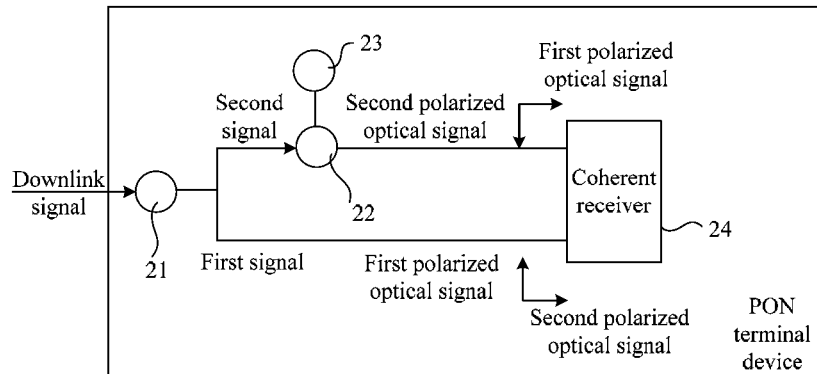 23
First polarized
optical signal
Second
signal
Second polarized
optical signal
Downlink
signal
22
Coherent
receiver
24
21
First signal
First polarized
optical signal
Second polarized
optical signal
PON
terminal
device